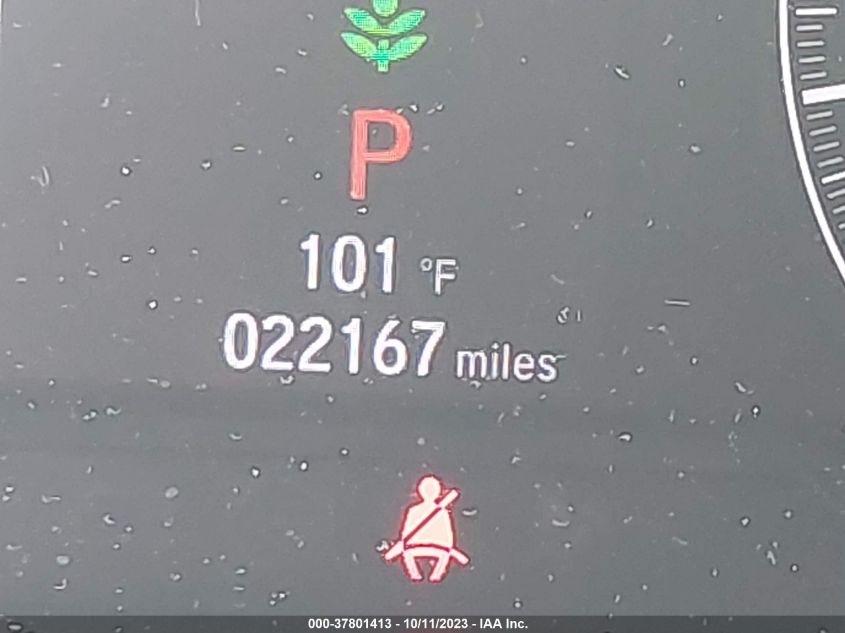 P
101 °F
022167 miles
000-37801413 - 10/11/2023 - IAA Inc.